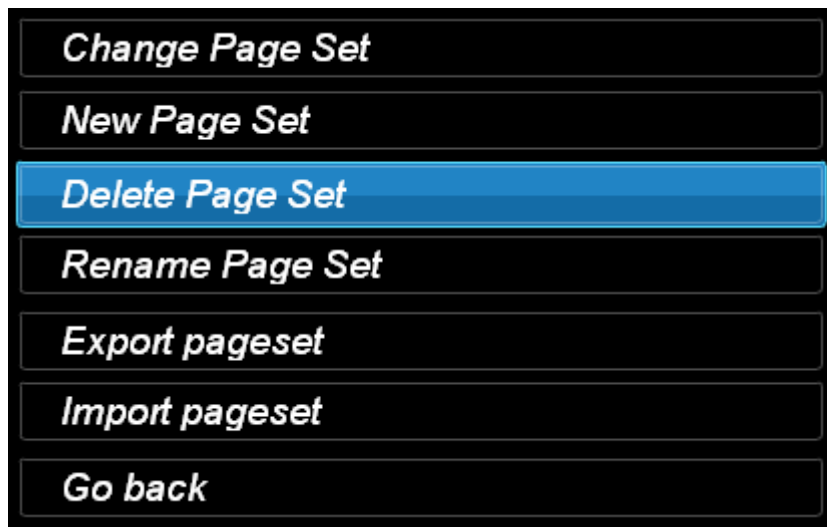 Change Page Set
New Page Set
Delete Page Set
Rename Page Set
Export pageset
Import pageset
Go back